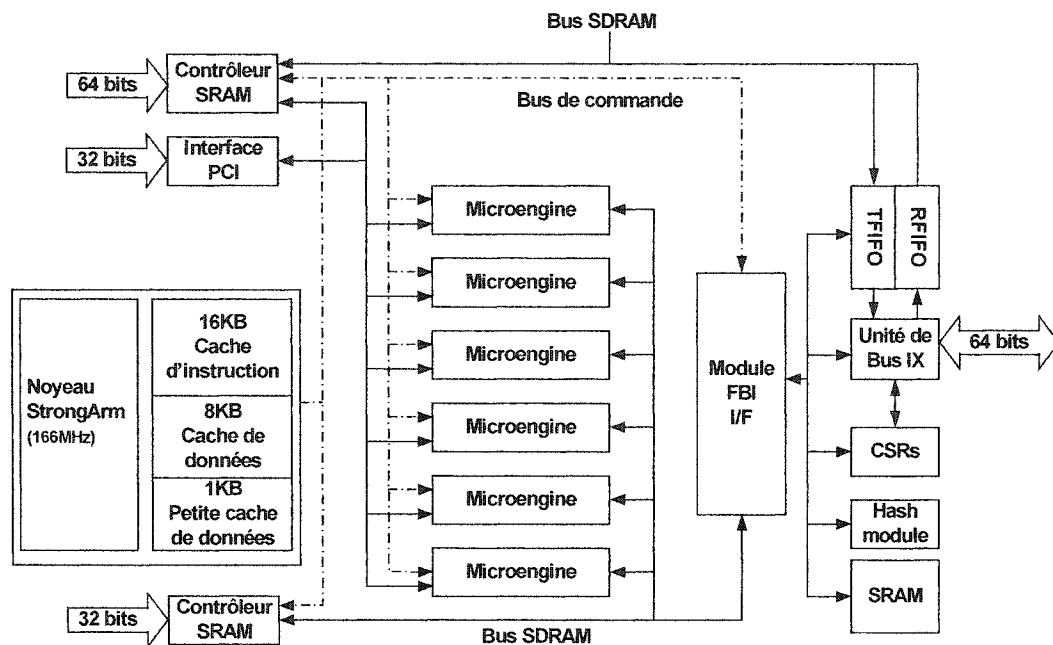 Bus SDRAM
64 bits
Contrôleur
SRAM
Bus de commande
32 bits
Interface
PCI
Microengine
Microengine
Microengine
Microengine
Microengine
Microengine
TFIFO
RFIFO
Noyeau
StrongArm
(166MHz)
16KB
Cache
d'instruction
8KB
Cache de
données
1KB
Petite cache
de données
Module
FBI
I/F
Unité de
Bus IX
64 bits
CSRs
Hash
module
SRAM
32 bits
Contrôleur
SRAM
Bus SDRAM